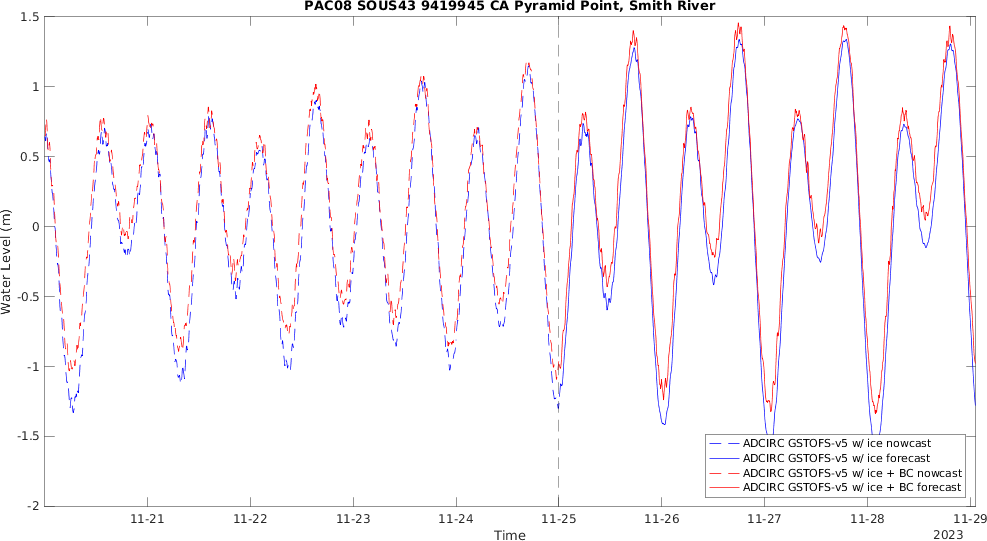 PAC08 SOUS43 9419945 CA Pyramid Point, Smith River
1.5
1
0.5
0
-0.5
-1
-1.5
-2
Water Level (m)
11-21 11-22 11-23 11-24 11-25 11-26 11-27 11-28 11-29
Time
2023
ADCIRC GSTOFS-v5 w/ ice nowcast
ADCIRC GSTOFS-v5 w/ ice forecast
ADCIRC GSTOFS-v5 w/ ice + BC nowcast
ADCIRC GSTOFS-v5 w/ ice + BC forecast